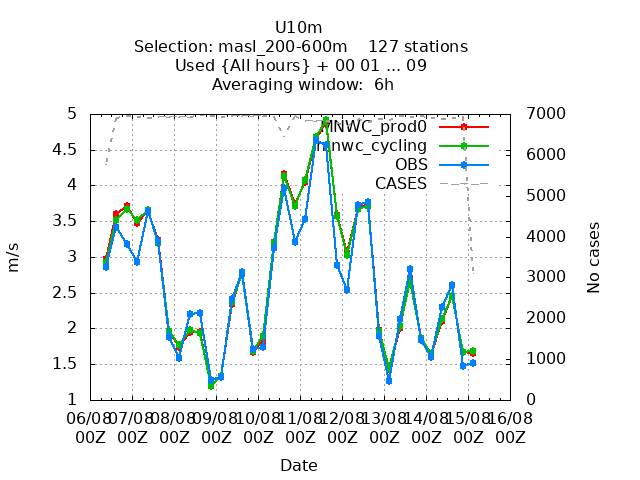 U10m
Selection: masl_200-600m    127 stations
Used {All hours} + 00 01 ... 09
Averaging window:  6h
MNWC_prod0
mnwc_cycling
OBS
CASES
5
4.5
4
3.5
3
2.5
2
1.5
1
7000
6000
5000
4000
3000
2000
1000
0
m/s
No cases
06/08 07/08 08/08 09/08 10/08 11/08 12/08 13/08 14/08 15/08 16/08
00Z 00Z 00Z 00Z 00Z 00Z 00Z 00Z 00Z 00Z 00Z
Date